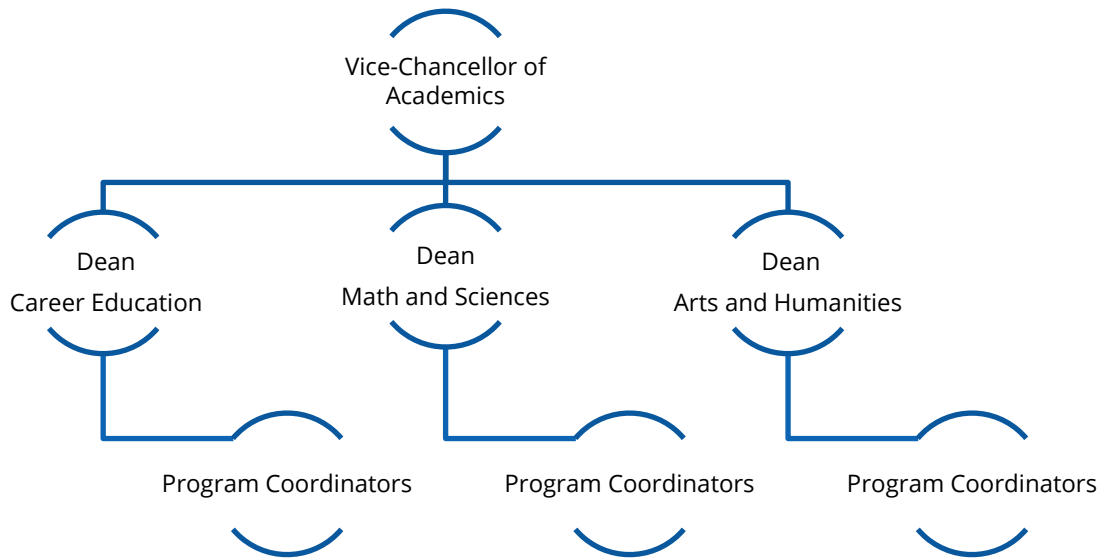 Vice-Chancellor of
Academics
Dean
Career Education
Dean
Math and Sciences
Dean
Arts and Humanities
Program Coordinators
Program Coordinators
Program Coordinators